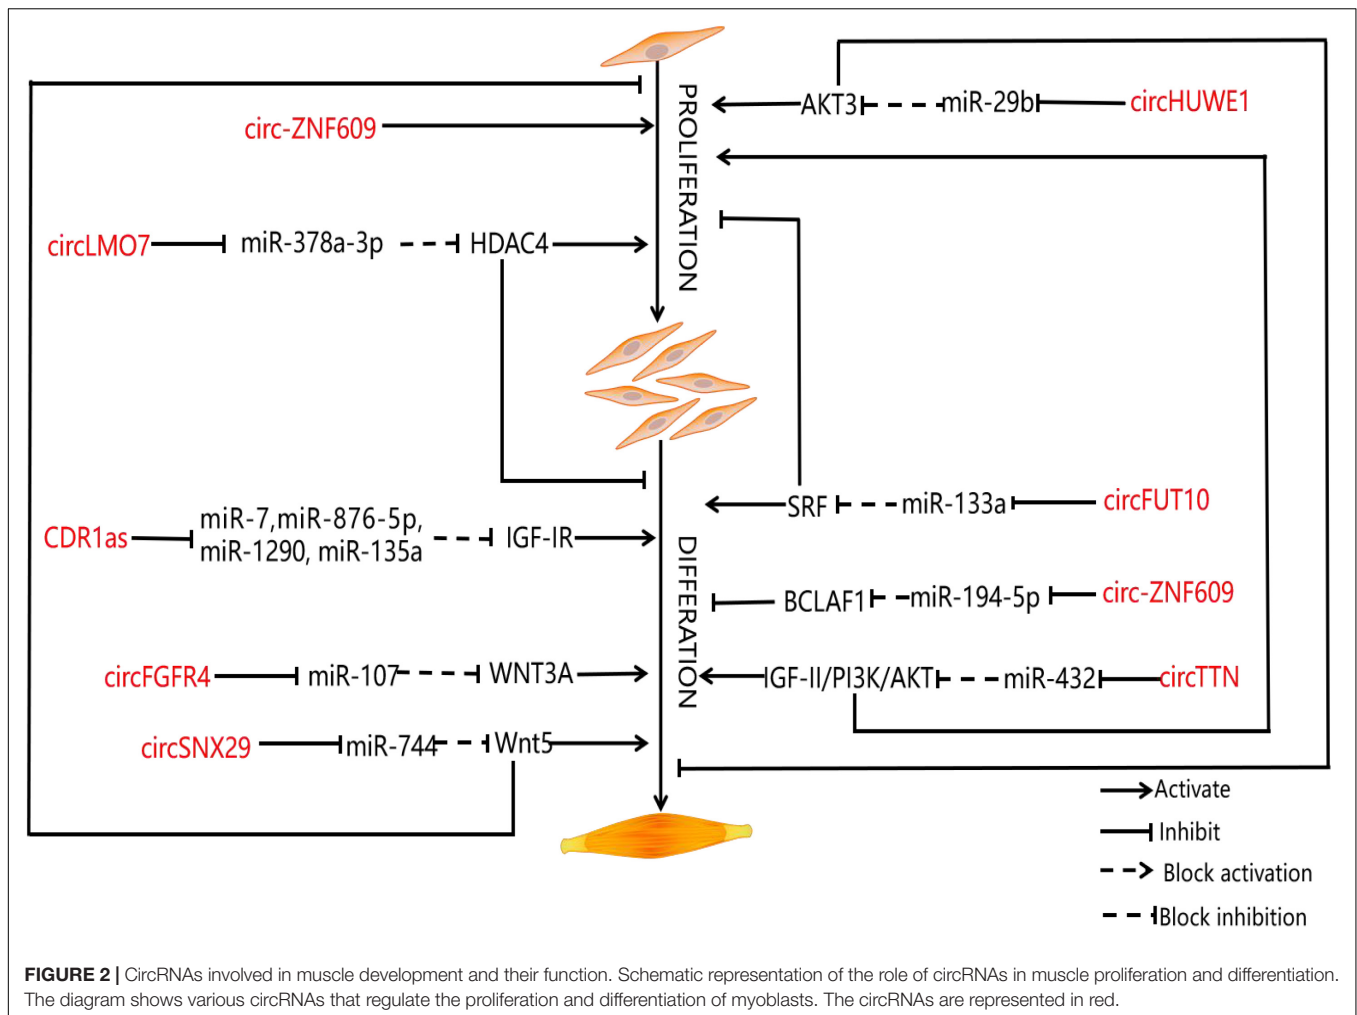 PROLIFERATION
circ-ZNF609
AKT3 miR-29b circHUWE1
circLMO7 miR-378a-3p HDAC4
SRF miR-133a circFUT10
CDR1as miR-7,miR-876-5p, miR-1290, miR-135a IGF-IR
DIFFERATION
BCLAF1 miR-194-5p circ-ZNF609
circFGFR4 miR-107 WNT3A
IGF-II/PI3K/AKT miR-432 circTTN
circSNX29 miR-744 Wnt5
Activate
Inhibit
Block activation
Block inhibition
FIGURE 2 | CircRNAs involved in muscle development and their function. Schematic representation of the role of circRNAs in muscle proliferation and differentiation.
The diagram shows various circRNAs that regulate the proliferation and differentiation of myoblasts. The circRNAs are represented in red.